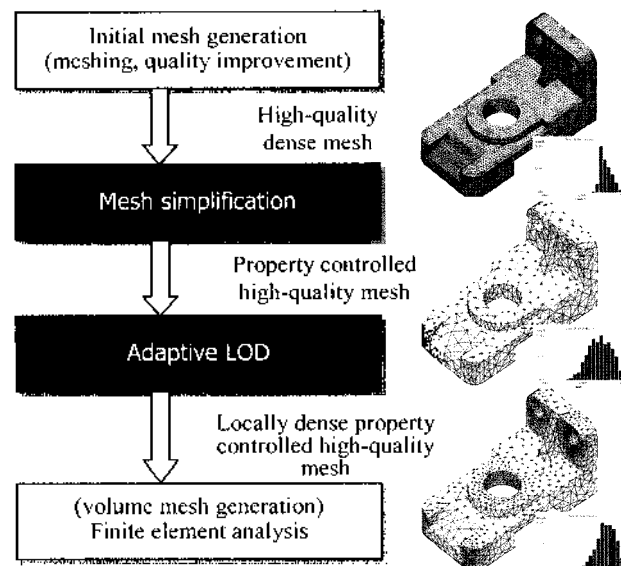 Initial mesh generation
(meshing, quality improvement)
High-quality
dense mesh
Mesh simplification
Property controlled
high-quality mesh
Adaptive LOD
Locally dense property
controlled high-quality
mesh
(volume mesh generation)
Finite element analysis